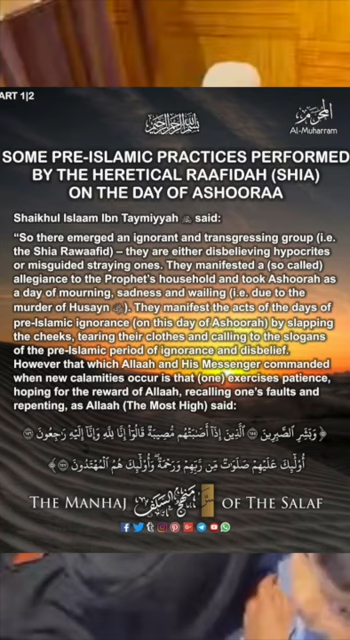 ART 1|2
المحرم
Al-Muharram
بسم الله الرحمن الرحيم
SOME PRE-ISLAMIC PRACTICES PERFORMED
BY THE HERETICAL RAAFIDAH (SHIA)
ON THE DAY OF ASHOORAA
Shaikhul Islaam Ibn Taymiyyah said:
“So there emerged an ignorant and transgressing group (i.e.
the Shia Rawaafid) – they are either disbelieving hypocrites
or misguided straying ones. They manifested a (so called)
allegiance to the Prophet's household and took Ashoorah as
a day of mourning, sadness and wailing (i.e. due to the
murder of Husayn ). They manifest the acts of the days of
pre-Islamic ignorance (on this day of Ashoorah) by slapping
the cheeks, tearing their clothes and calling to the slogans
of the pre-Islamic period of ignorance and disbelief.
However that which Allaah and His Messenger commanded
when new calamities occur is that (one) exercises patience,
hoping for the reward of Allaah, recalling one's faults and
repenting, as Allaah (The Most High) said:
﴿ وَبَشِّرِ الصَّابِرِينَ ۝ الَّذِينَ إِذَا أَصَابَتْهُم مُّصِيبَةٌ قَالُوا إِنَّا لِلَّهِ وَإِنَّا إِلَيْهِ رَاجِعُونَ ۝
أُولَٰئِكَ عَلَيْهِمْ صَلَوَاتٌ مِّن رَّبِّهِمْ وَرَحْمَةٌ وَأُولَٰئِكَ هُمُ الْمُهْتَدُونَ ۝ ﴾
THE MANHAJ منهج السلف OF THE SALAF